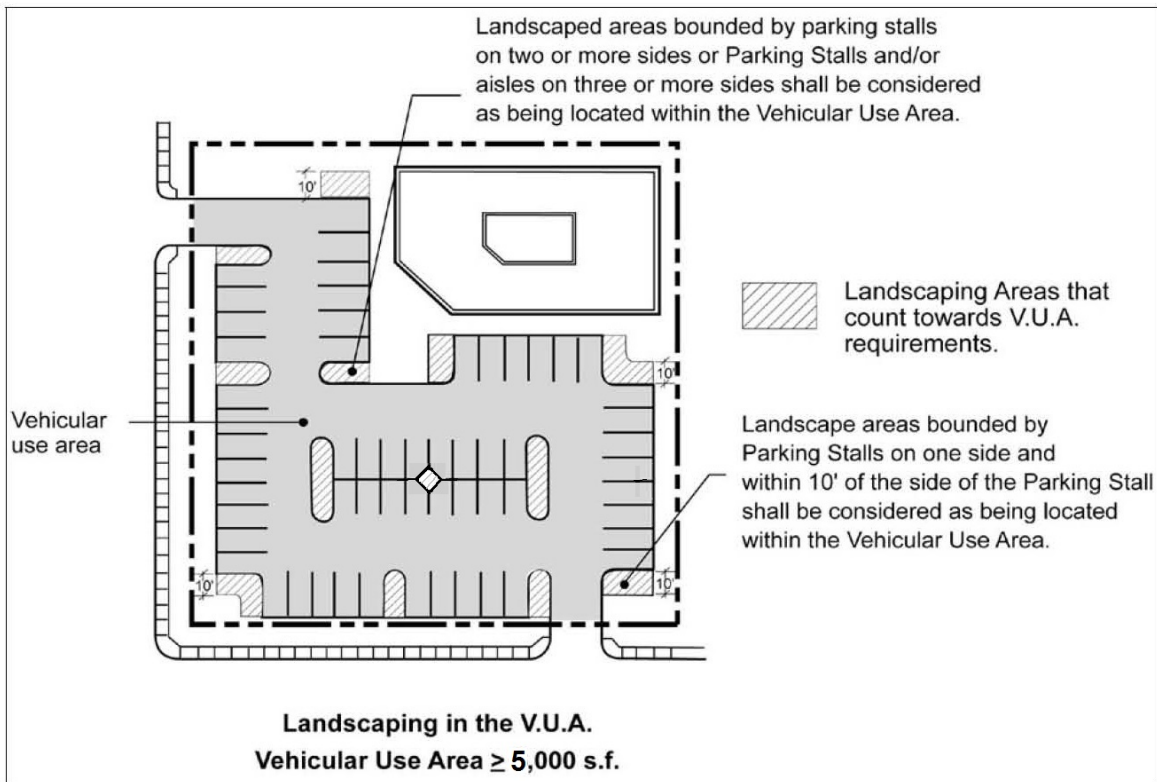 Landscaped areas bounded by parking stalls
on two or more sides or Parking Stalls and/or
aisles on three or more sides shall be considered
as being located within the Vehicular Use Area.
10'
Landscaping Areas that
count towards V.U.A.
requirements.
10'
Vehicular
use area
Landscape areas bounded by
Parking Stalls on one side and
within 10' of the side of the Parking Stall
shall be considered as being located
within the Vehicular Use Area.
10'
10'
Landscaping in the V.U.A.
Vehicular Use Area ≥ 5,000 s.f.